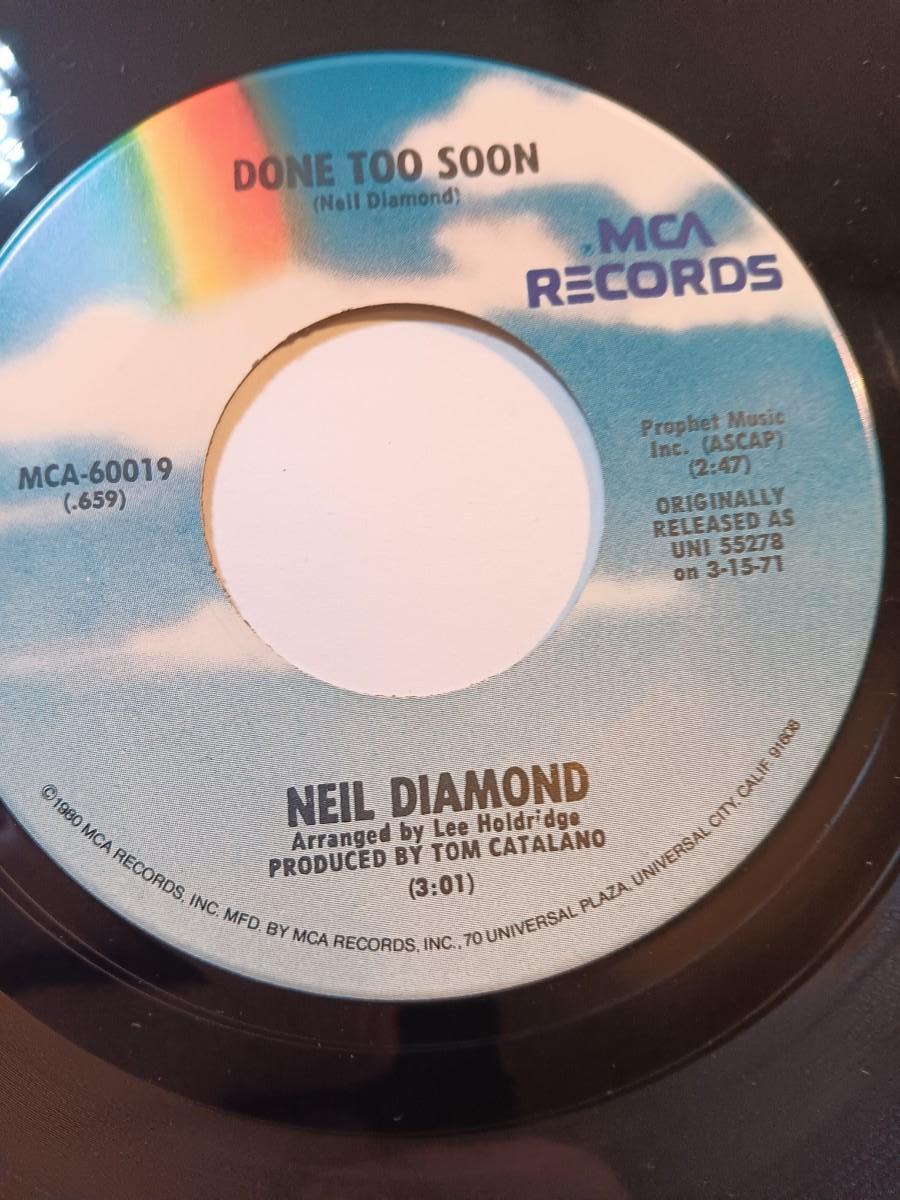 DONE TOO SOON
(Neil Diamond)
MCA
RECORDS
Prophet Music
Inc. (ASCAP)
(2:47)
MCA-60019
(.659)
ORIGINALLY
RELEASED AS
UNI 55278
on 3-15-71
NEIL DIAMOND
Arranged by Lee Holdridge
PRODUCED BY TOM CATALANO
(3:01)
©1980 MCA RECORDS, INC. MFD. BY MCA RECORDS, INC., 70 UNIVERSAL PLAZA, UNIVERSAL CITY, CALIF 91608